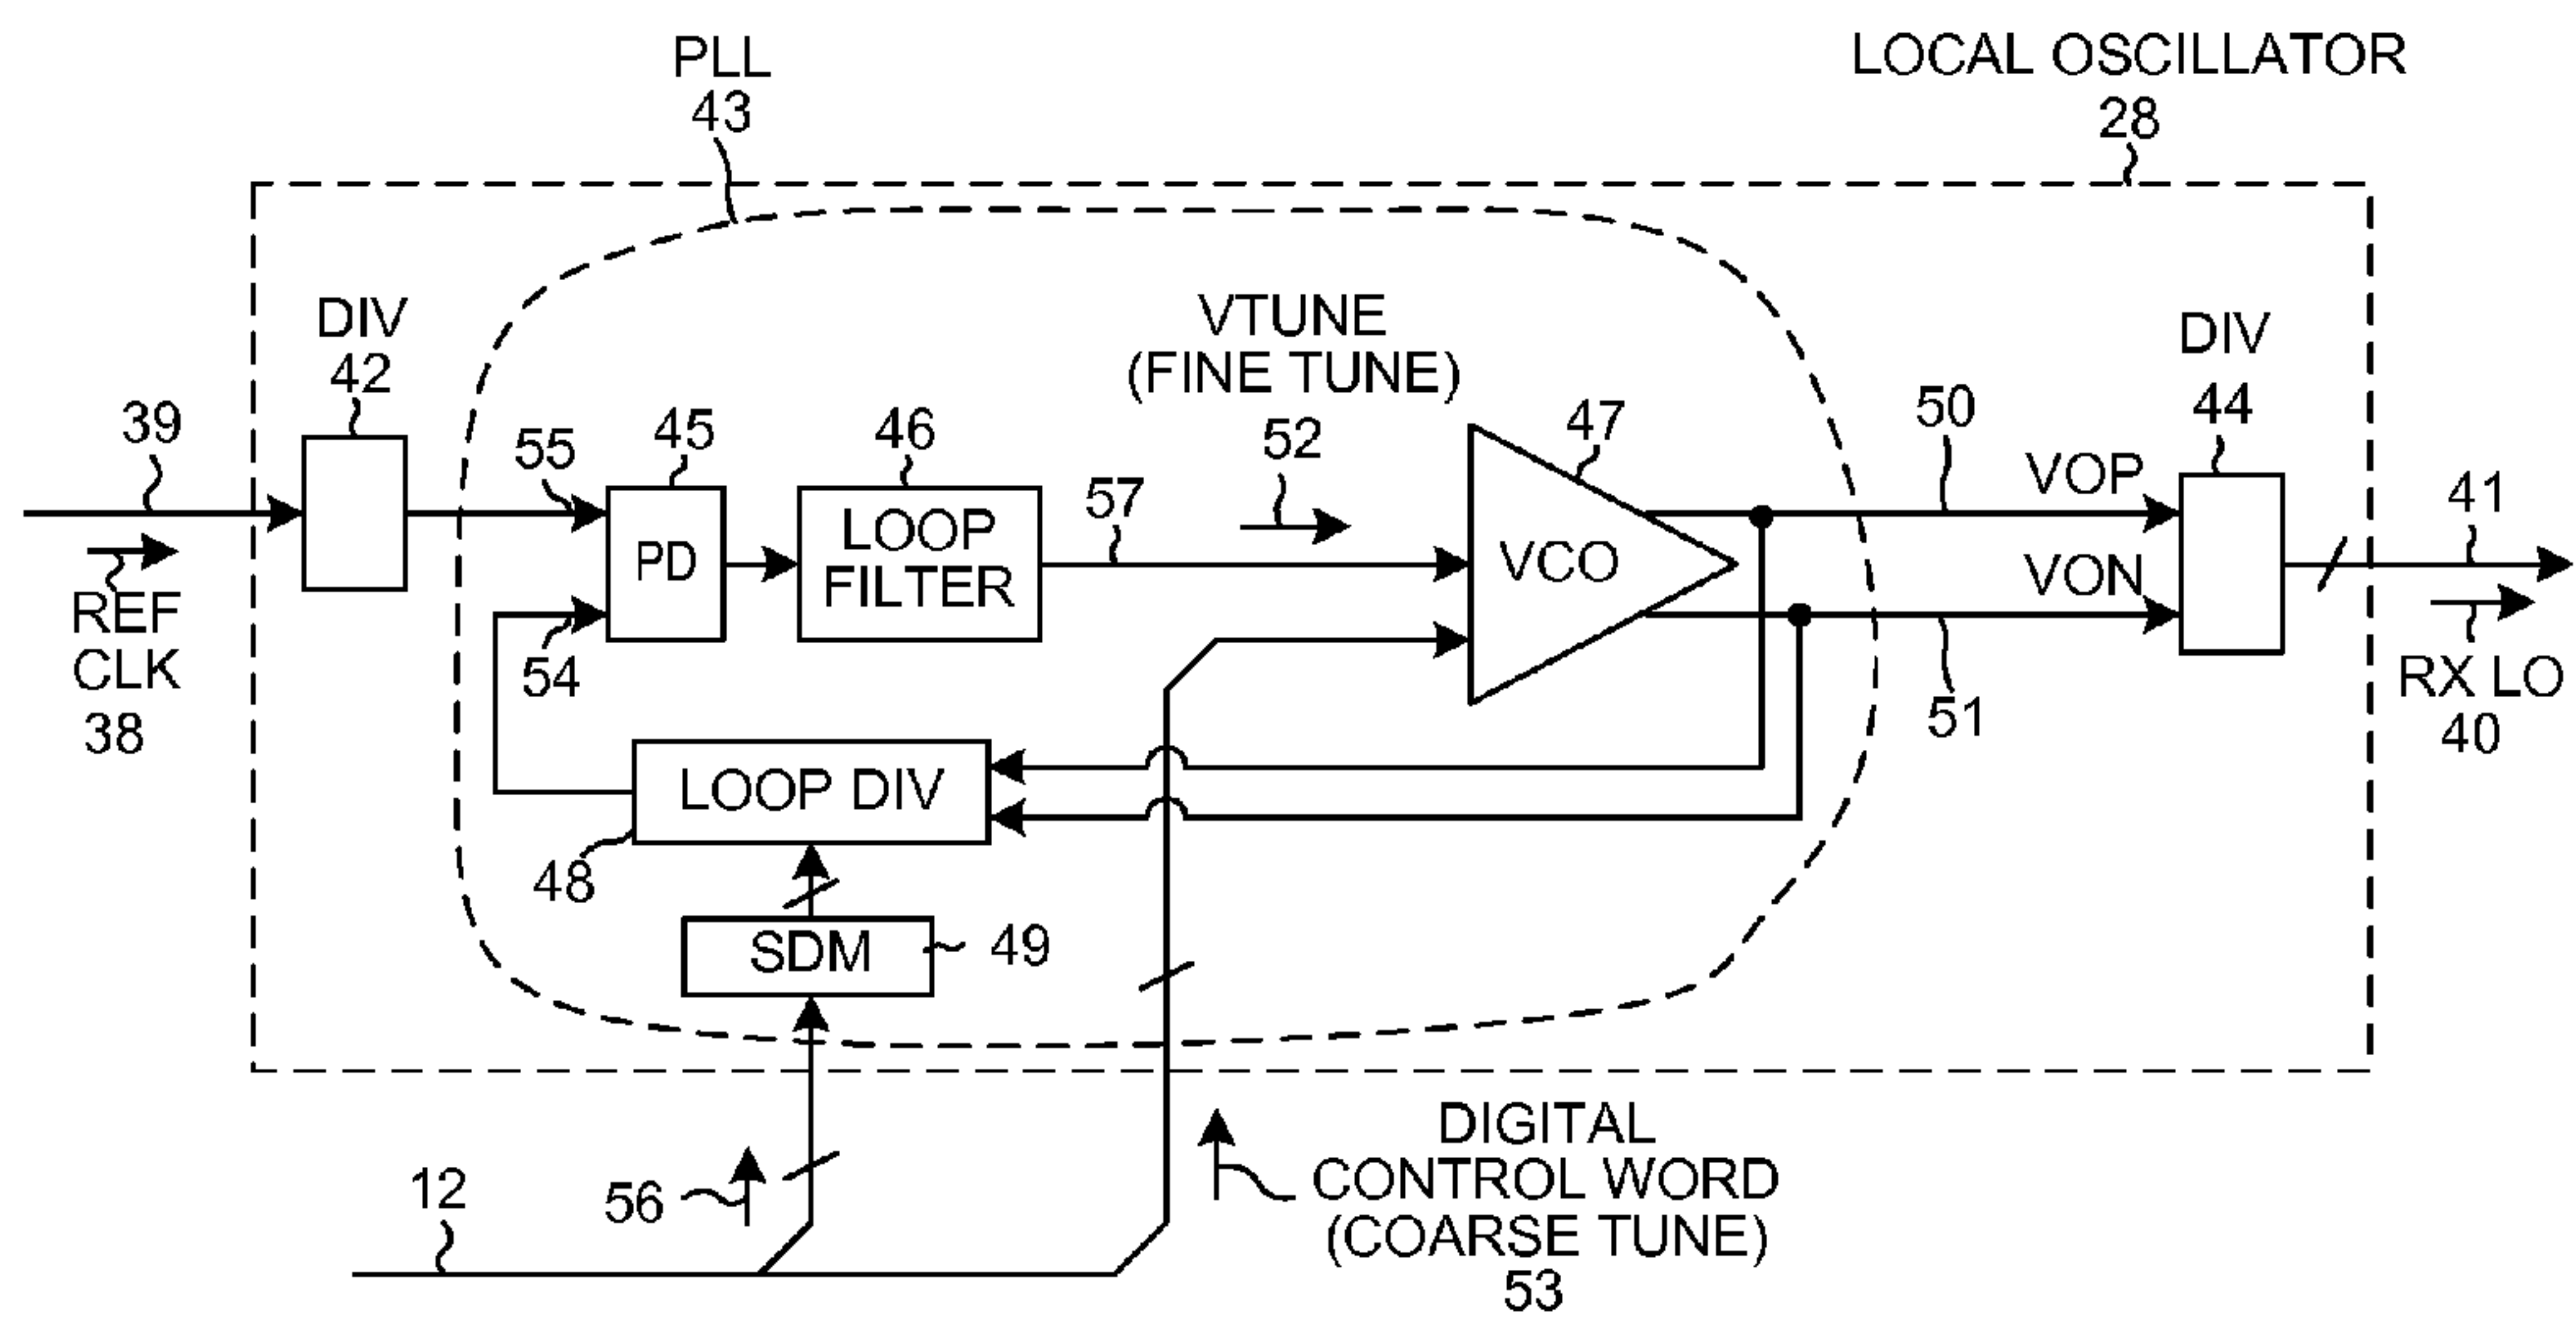 PLL
43
LOCAL OSCILLATOR
28
DIV
42
VTUNE
(FINE TUNE)
52
DIV
44
39
55
45
46
57
47
50
VOP
41
PD
LOOP
FILTER
VCO
VON
REF
CLK
38
54
51
RX LO
40
LOOP DIV
48
SDM
49
12
56
DIGITAL
CONTROL WORD
(COARSE TUNE)
53